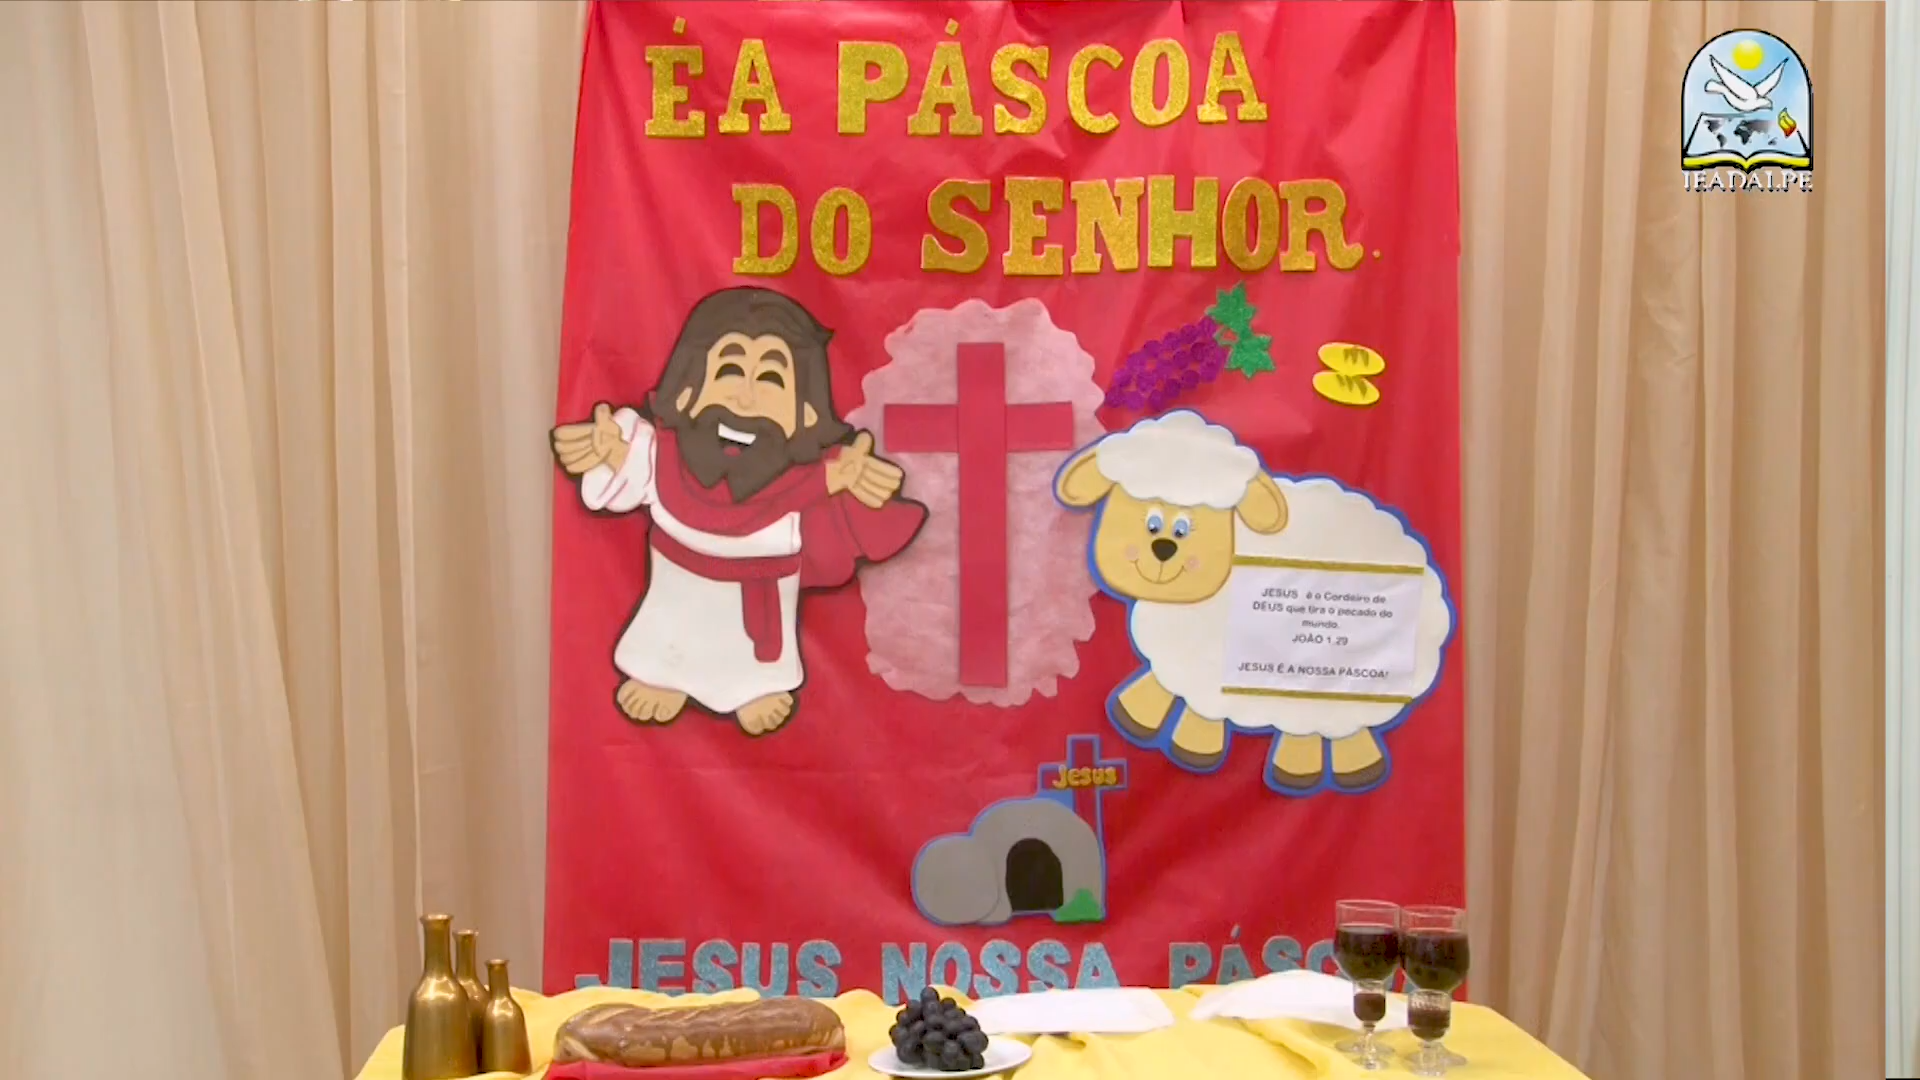 É A PÁSCOA
DO SENHOR.
IEADALPE
JESUS é o Cordeiro de
DEUS que tira o pecado do
mundo.
JOÃO 1.29
JESUS É A NOSSA PÁSCOA!
Jesus
JESUS NOSSA PÁSCOA